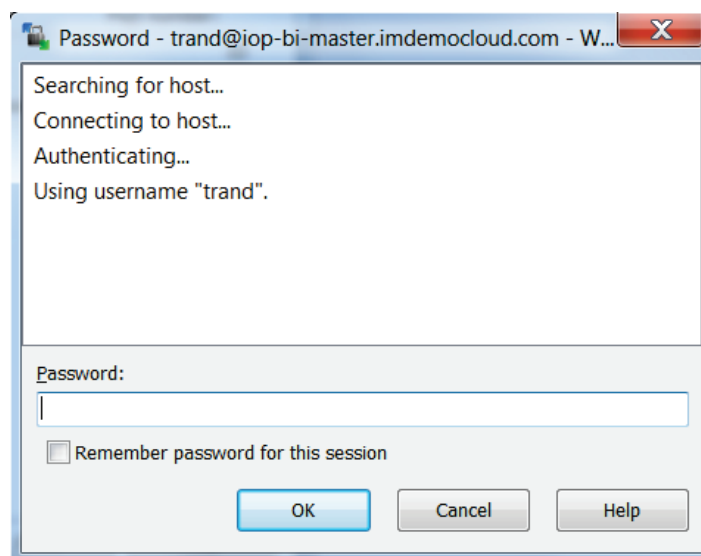 Password - trand@iop-bi-master.imdemocloud.com - W...
Searching for host...
Connecting to host...
Authenticating...
Using username "trand".
Password:
Remember password for this session
OK Cancel Help